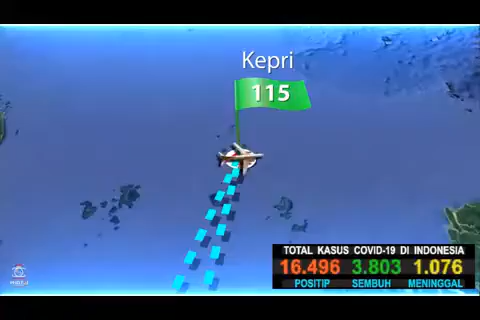 Kepri
115
TOTAL KASUS COVID-19 DI INDONESIA
16.496 3.803 1.076
POSITIP SEMBUH MENINGGAL